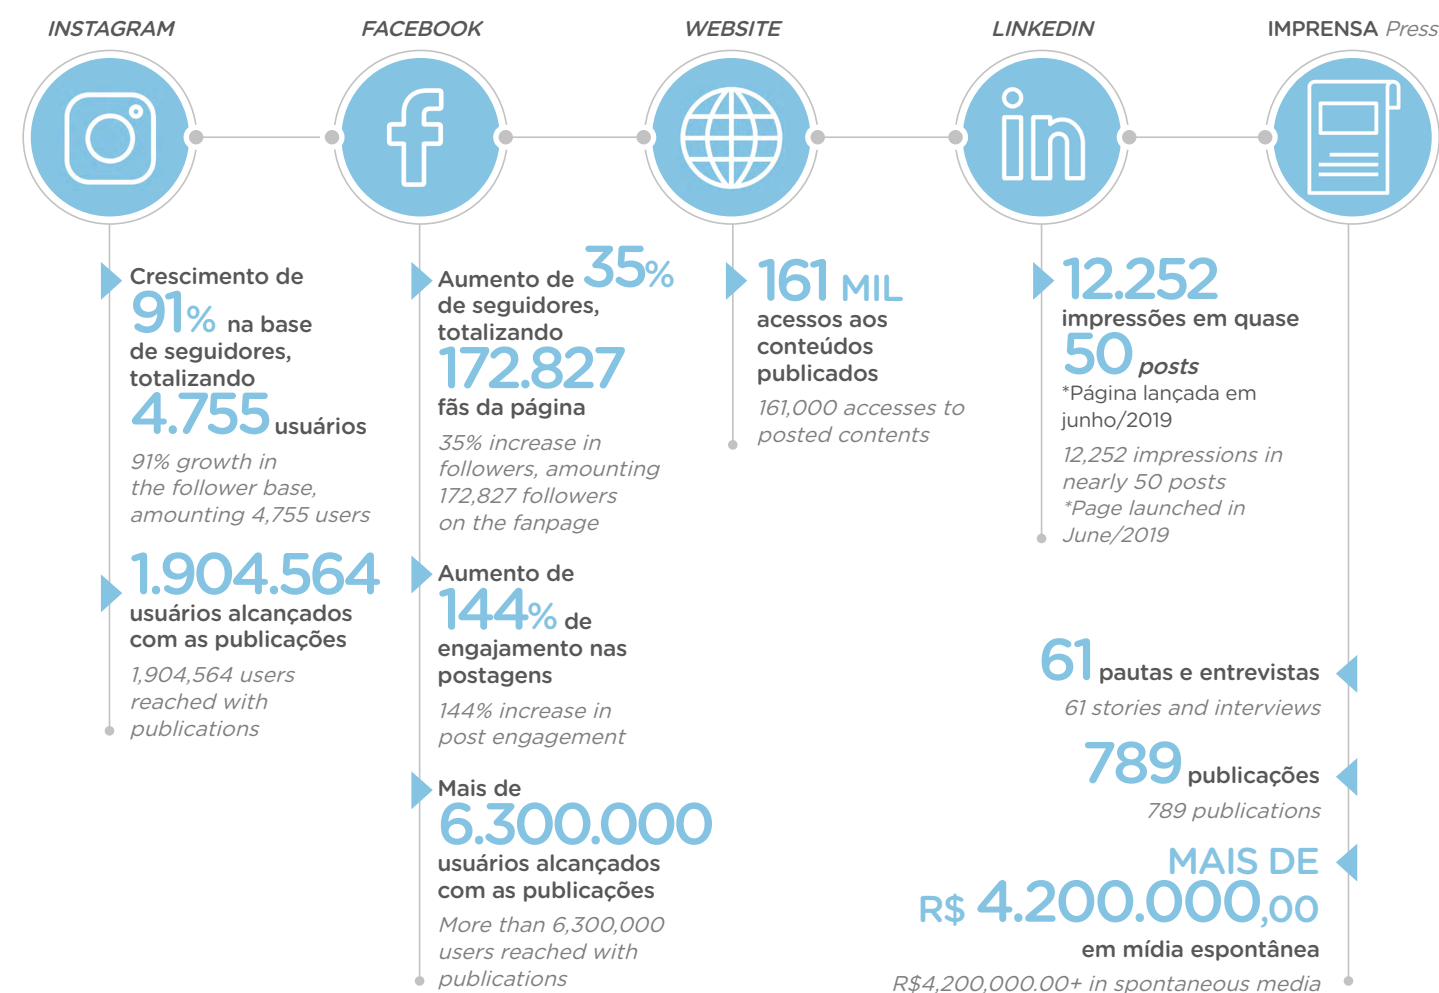 INSTAGRAM
Crescimento de
91% na base
de seguidores,
totalizando
4.755 usuários
91% growth in
the follower base,
amounting 4,755 users
1.904.564
usuários alcançados
com as publicações
1,904,564 users
reached with
publications
FACEBOOK
f
Aumento de 35%
de seguidores,
totalizando
172.827
fãs da página
35% increase in
followers, amounting
172,827 followers
on the fanpage
Aumento de
144% de
engajamento nas
postagens
144% increase in
post engagement
Mais de
6.300.000
usuários alcançados
com as publicações
More than 6,300,000
users reached with
publications
WEBSITE
161 MIL
acessos aos
conteúdos
publicados
161,000 accesses to
posted contents
LINKEDIN
in
12.252
impressões em quase
50 posts
*Página lançada em
junho/2019
12,252 impressions in
nearly 50 posts
*Page launched in
June/2019
IMPRENSA Press
61 pautas e entrevistas
61 stories and interviews
789 publicações
789 publications
MAIS DE
R$ 4.200.000,00
em mídia espontânea
R$4,200,000.00+ in spontaneous media